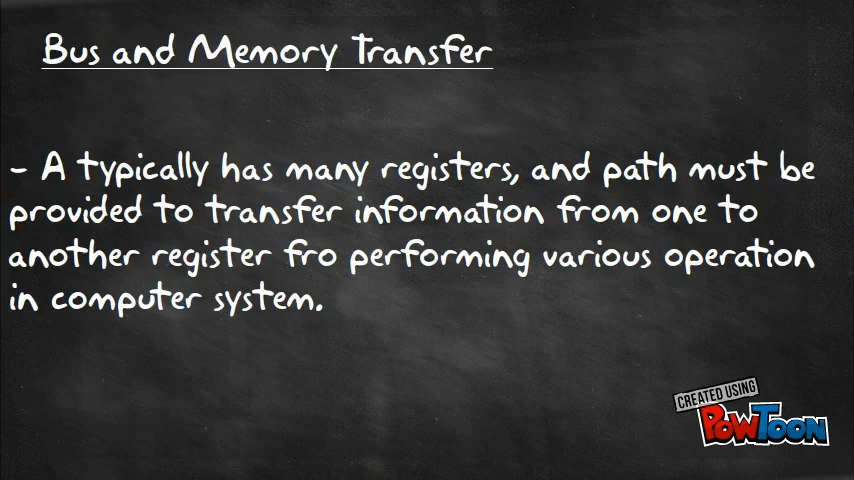 Bus and Memory Transfer
- A typically has many registers, and path must be
provided to transfer information from one to
another register fro performing various operation
in computer system.
CREATED USING
POWTOON